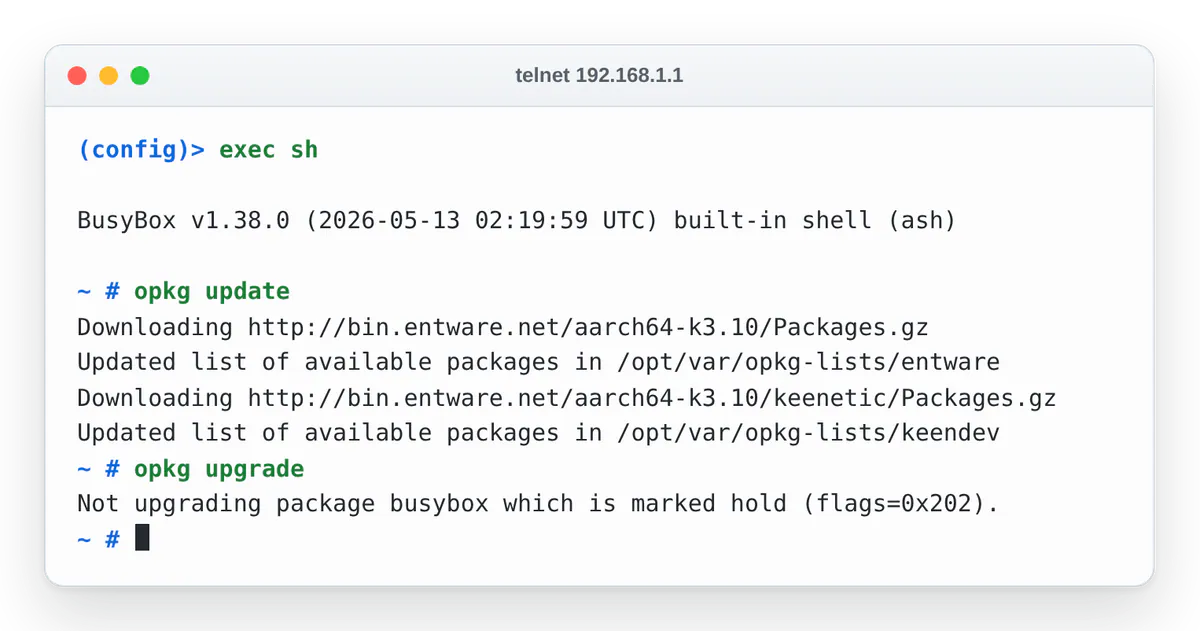 telnet 192.168.1.1
(config)> exec sh
BusyBox v1.38.0 (2026-05-13 02:19:59 UTC) built-in shell (ash)
~ # opkg update
Downloading http://bin.entware.net/aarch64-k3.10/Packages.gz
Updated list of available packages in /opt/var/opkg-lists/entware
Downloading http://bin.entware.net/aarch64-k3.10/keenetic/Packages.gz
Updated list of available packages in /opt/var/opkg-lists/keendev
~ # opkg upgrade
Not upgrading package busybox which is marked hold (flags=0x202).
~ #